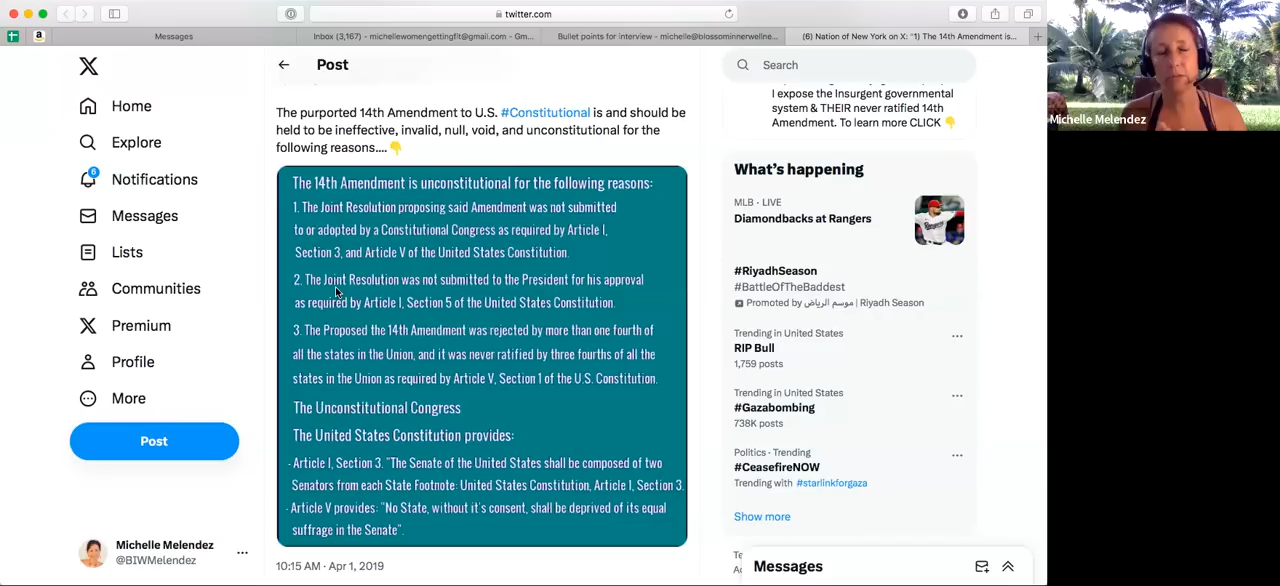 twitter.com
Messages
Inbox (3,167) - michellewomengettingfit@gmail.com - Gm...
Bullet points for interview - michelle@blossominnerwellne...
(6) Nation of New York on X: "1) The 14th Amendment is...
a
X
Home
Explore
6
Notifications
Messages
Lists
Communities
Premium
Profile
More
Post
Michelle Melendez
@BIWMelendez
Post
The purported 14th Amendment to U.S. #Constitutional is and should be
held to be ineffective, invalid, null, void, and unconstitutional for the
following reasons....👇
The 14th Amendment is unconstitutional for the following reasons:
1. The Joint Resolution proposing said Amendment was not submitted
to or adopted by a Constitutional Congress as required by Article I,
Section 3, and Article V of the United States Constitution.
2. The Joint Resolution was not submitted to the President for his approval
as required by Article I, Section 5 of the United States Constitution.
3. The Proposed the 14th Amendment was rejected by more than one fourth of
all the states in the Union, and it was never ratified by three fourths of all the
states in the Union as required by Article V, Section 1 of the U.S. Constitution.
The Unconstitutional Congress
The United States Constitution provides:
- Article I, Section 3. "The Senate of the United States shall be composed of two
Senators from each State Footnote: United States Constitution, Article I, Section 3.
- Article V provides: "No State, without it's consent, shall be deprived of its equal
suffrage in the Senate".
10:15 AM · Apr 1, 2019
Search
I expose the Insurgent governmental
system & THEIR never ratified 14th
Amendment. To learn more CLICK 👇
What's happening
MLB · LIVE
Diamondbacks at Rangers
#RiyadhSeason
#BattleOfTheBaddest
Promoted by موسم الرياض | Riyadh Season
Trending in United States
RIP Bull
1,759 posts
Trending in United States
#Gazabombing
738K posts
Politics · Trending
#CeasefireNOW
Trending with #starlinkforgaza
Show more
Messages
Michelle Melendez